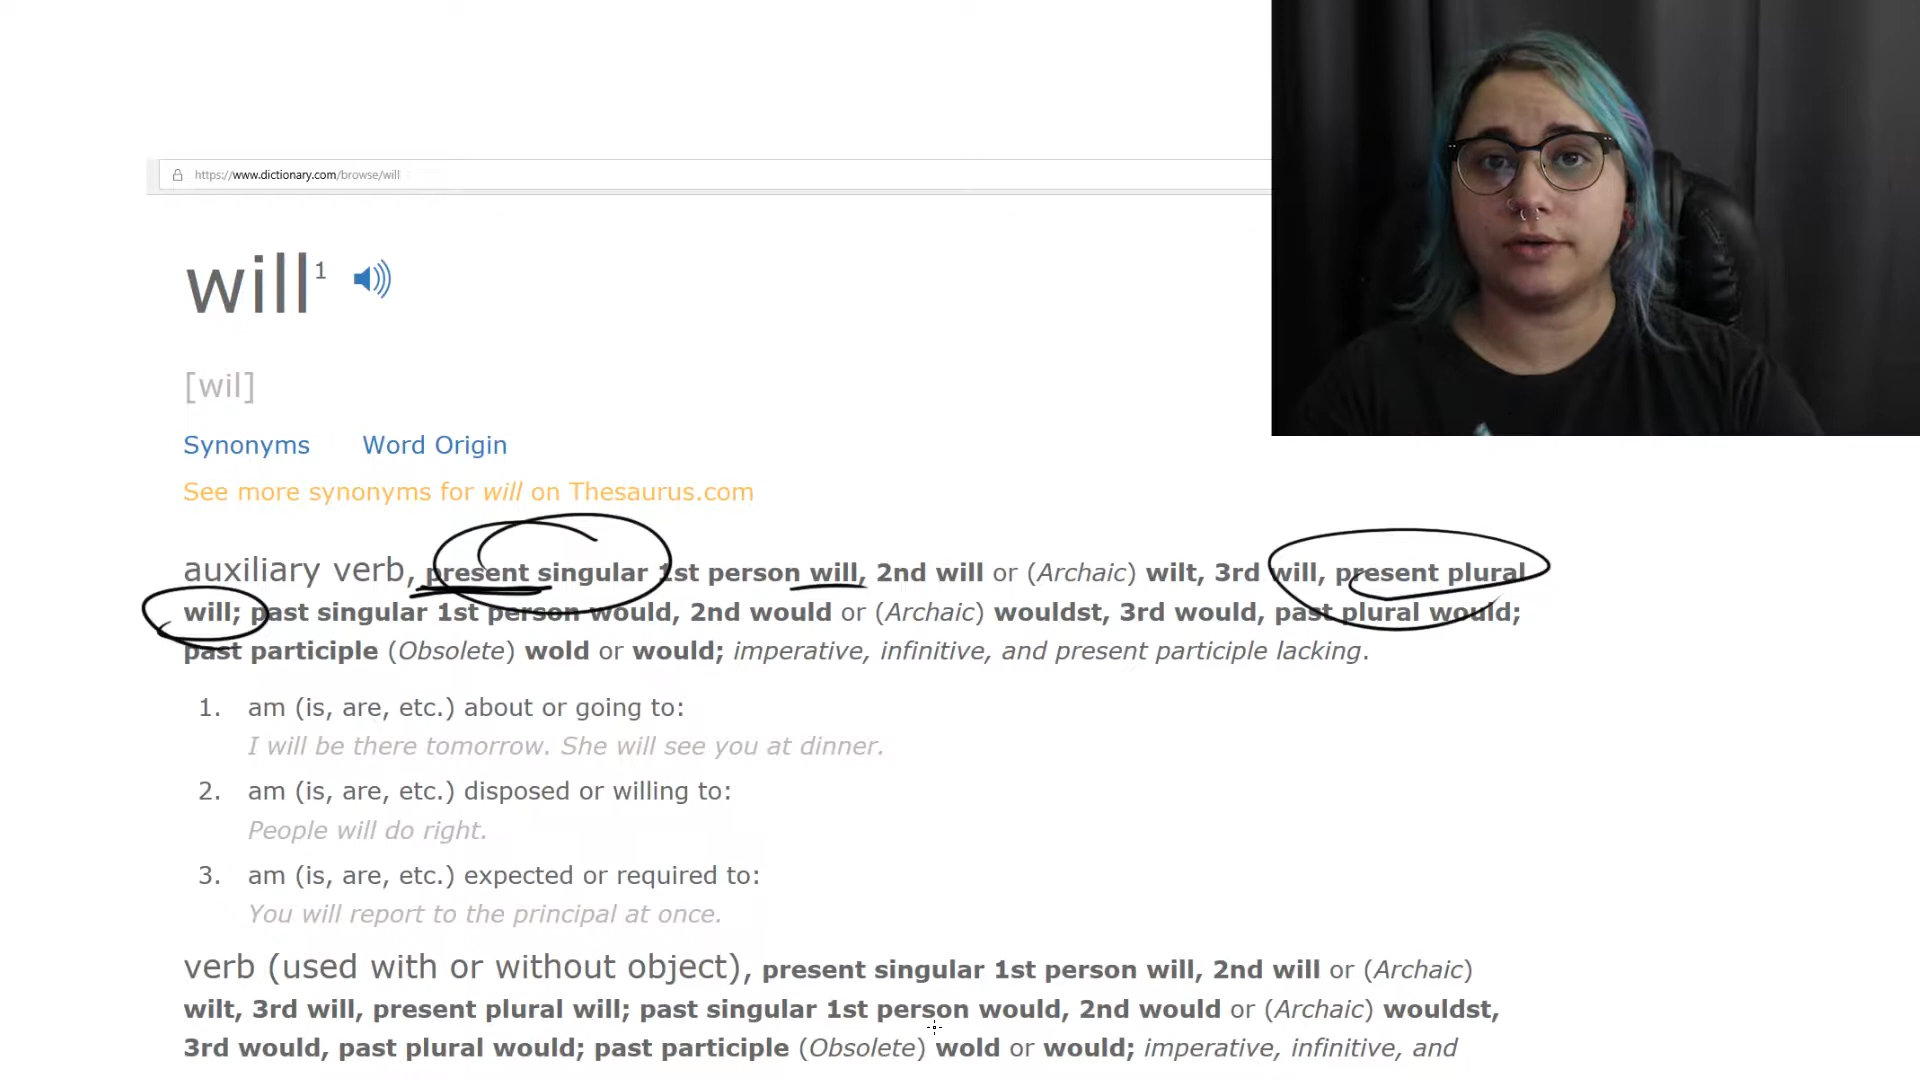 https://www.dictionary.com/browse/will
will1
[wil]
Synonyms Word Origin
See more synonyms for will on Thesaurus.com
auxiliary verb, present singular 1st person will, 2nd will or (Archaic) wilt, 3rd will, present plural
will; past singular 1st person would, 2nd would or (Archaic) wouldst, 3rd would, past plural would;
past participle (Obsolete) wold or would; imperative, infinitive, and present participle lacking.
1. am (is, are, etc.) about or going to:
I will be there tomorrow. She will see you at dinner.
2. am (is, are, etc.) disposed or willing to:
People will do right.
3. am (is, are, etc.) expected or required to:
You will report to the principal at once.
verb (used with or without object), present singular 1st person will, 2nd will or (Archaic)
wilt, 3rd will, present plural will; past singular 1st person would, 2nd would or (Archaic) wouldst,
3rd would, past plural would; past participle (Obsolete) wold or would; imperative, infinitive, and